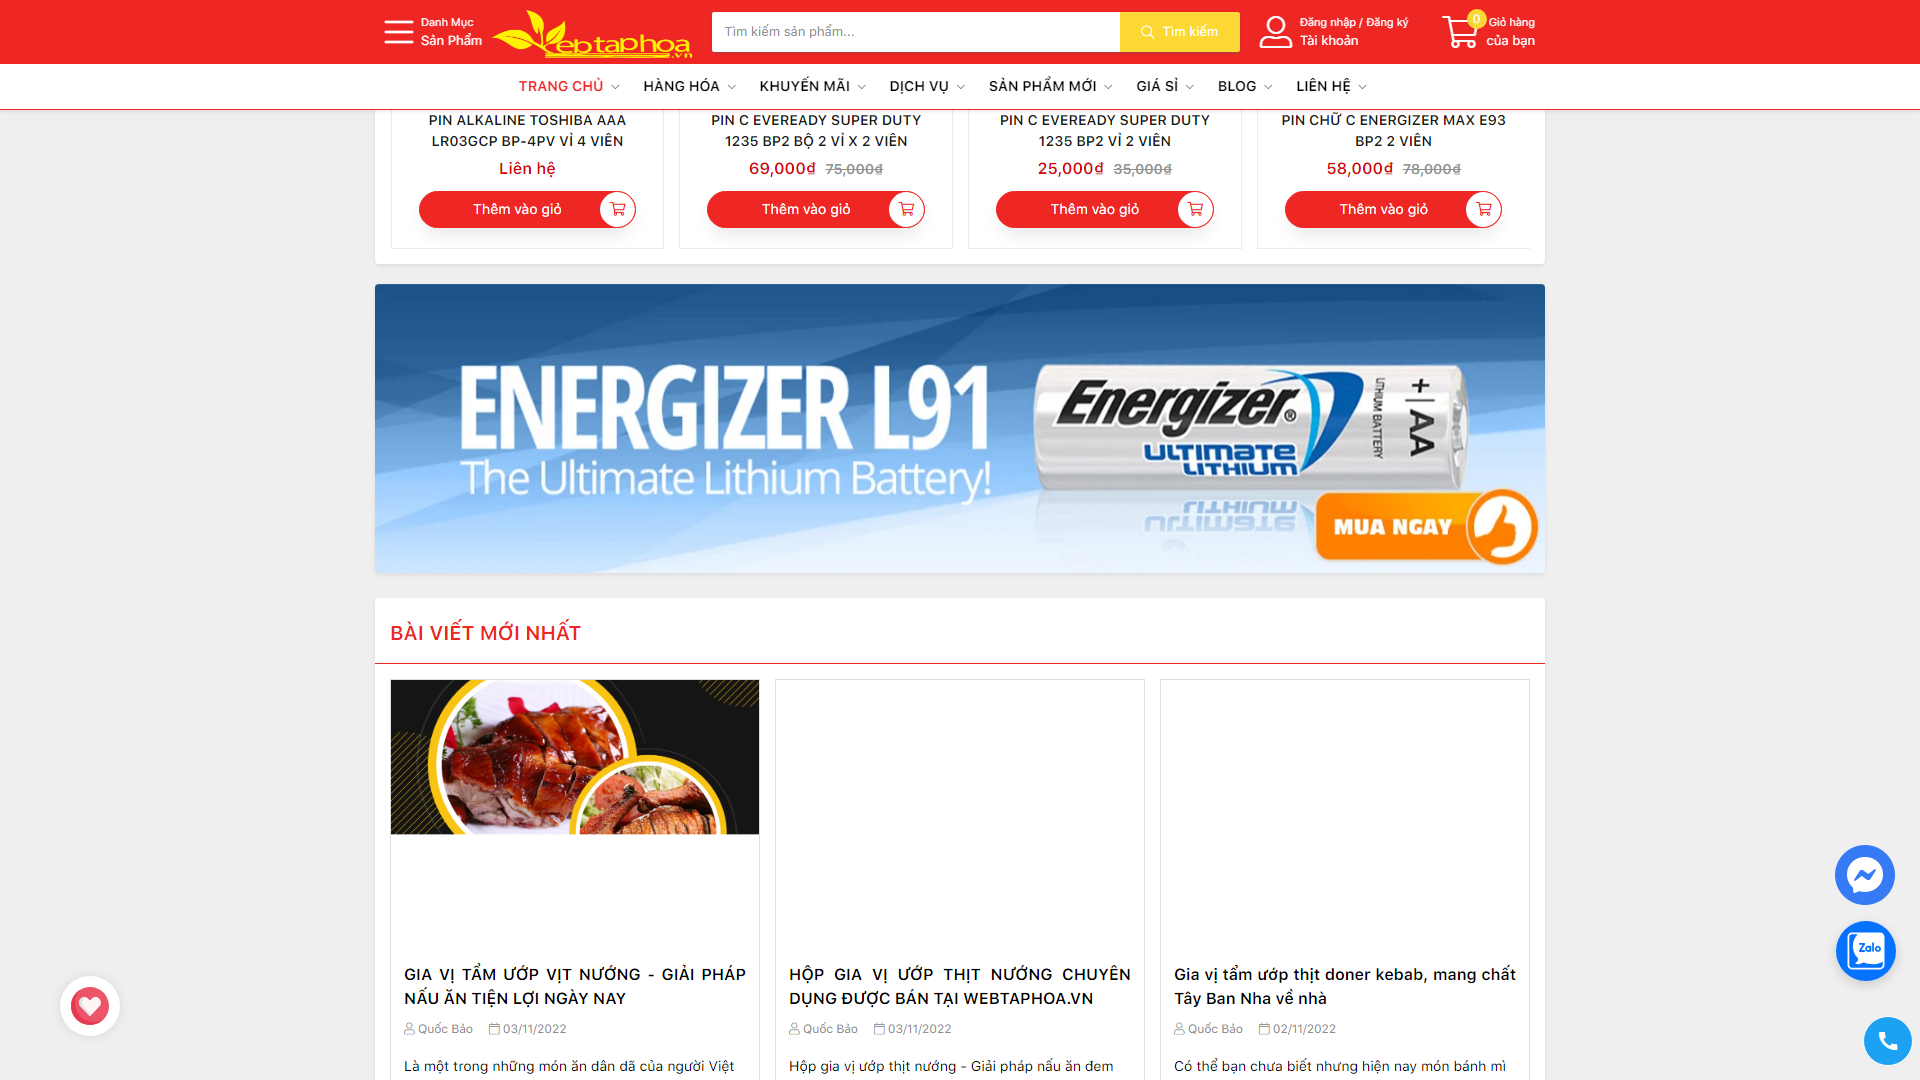 Danh Mục
Sản Phẩm
ebtaphoa
.vn
Tìm kiếm sản phẩm...
Tìm kiếm
Đăng nhập / Đăng ký
Tài khoản
0
Giỏ hàng
của bạn
TRANG CHỦ
HÀNG HÓA
KHUYẾN MÃI
DỊCH VỤ
SẢN PHẨM MỚI
GIÁ SỈ
BLOG
LIÊN HỆ
PIN ALKALINE TOSHIBA AAA
LR03GCP BP-4PV VỈ 4 VIÊN
Liên hệ
Thêm vào giỏ
PIN C EVEREADY SUPER DUTY
1235 BP2 BỘ 2 VỈ X 2 VIÊN
69,000₫ 75,000₫
Thêm vào giỏ
PIN C EVEREADY SUPER DUTY
1235 BP2 VỈ 2 VIÊN
25,000₫ 35,000₫
Thêm vào giỏ
PIN CHỮ C ENERGIZER MAX E93
BP2 2 VIÊN
58,000₫ 78,000₫
Thêm vào giỏ
ENERGIZER L91
The Ultimate Lithium Battery!
Energizer®
ULTIMATE
LITHIUM
LITHIUM BATTERY
+ | AA
MUA NGAY
BÀI VIẾT MỚI NHẤT
GIA VỊ TẨM ƯỚP VỊT NƯỚNG - GIẢI PHÁP
NẤU ĂN TIỆN LỢI NGÀY NAY
Quốc Bảo 03/11/2022
Là một trong những món ăn dân dã của người Việt
HỘP GIA VỊ ƯỚP THỊT NƯỚNG CHUYÊN
DỤNG ĐƯỢC BÁN TẠI WEBTAPHOA.VN
Quốc Bảo 03/11/2022
Hộp gia vị ướp thịt nướng - Giải pháp nấu ăn đem
Gia vị tẩm ướp thịt doner kebab, mang chất
Tây Ban Nha về nhà
Quốc Bảo 02/11/2022
Có thể bạn chưa biết nhưng hiện nay món bánh mì
Zalo